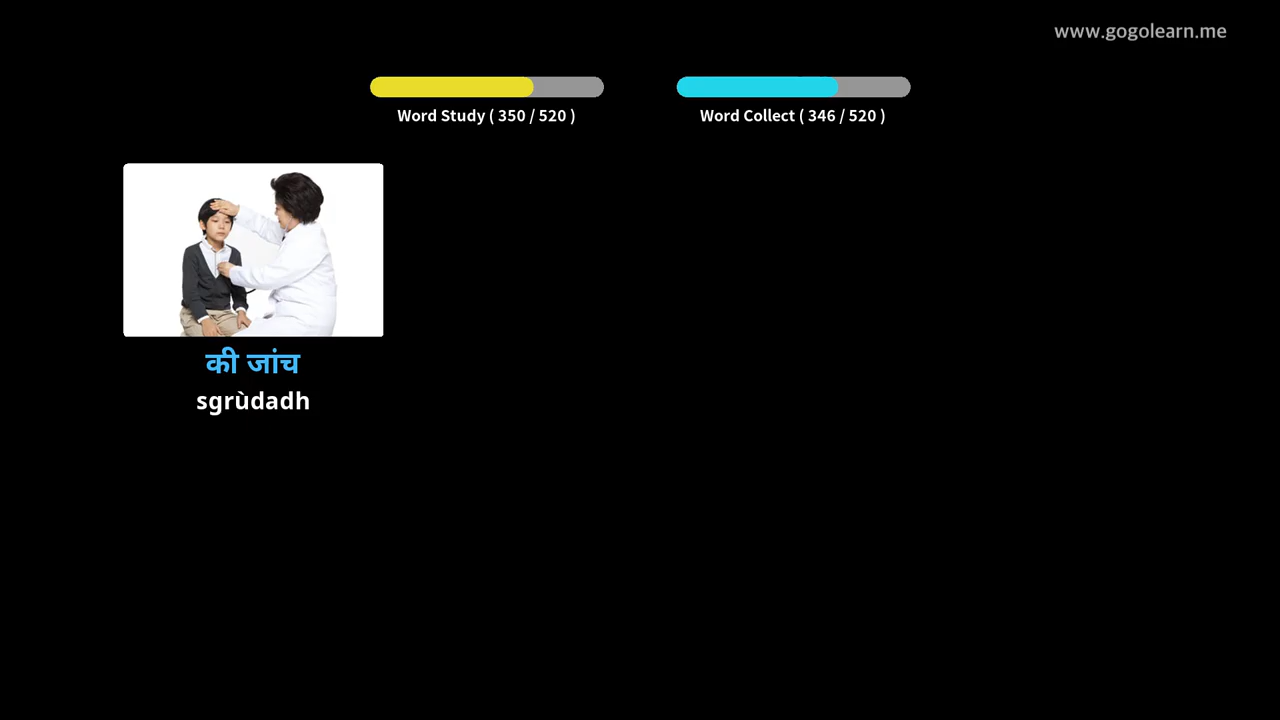 www.gogolearn.me
Word Study ( 350 / 520 )
Word Collect ( 346 / 520 )
की जांच
sgrùdadh